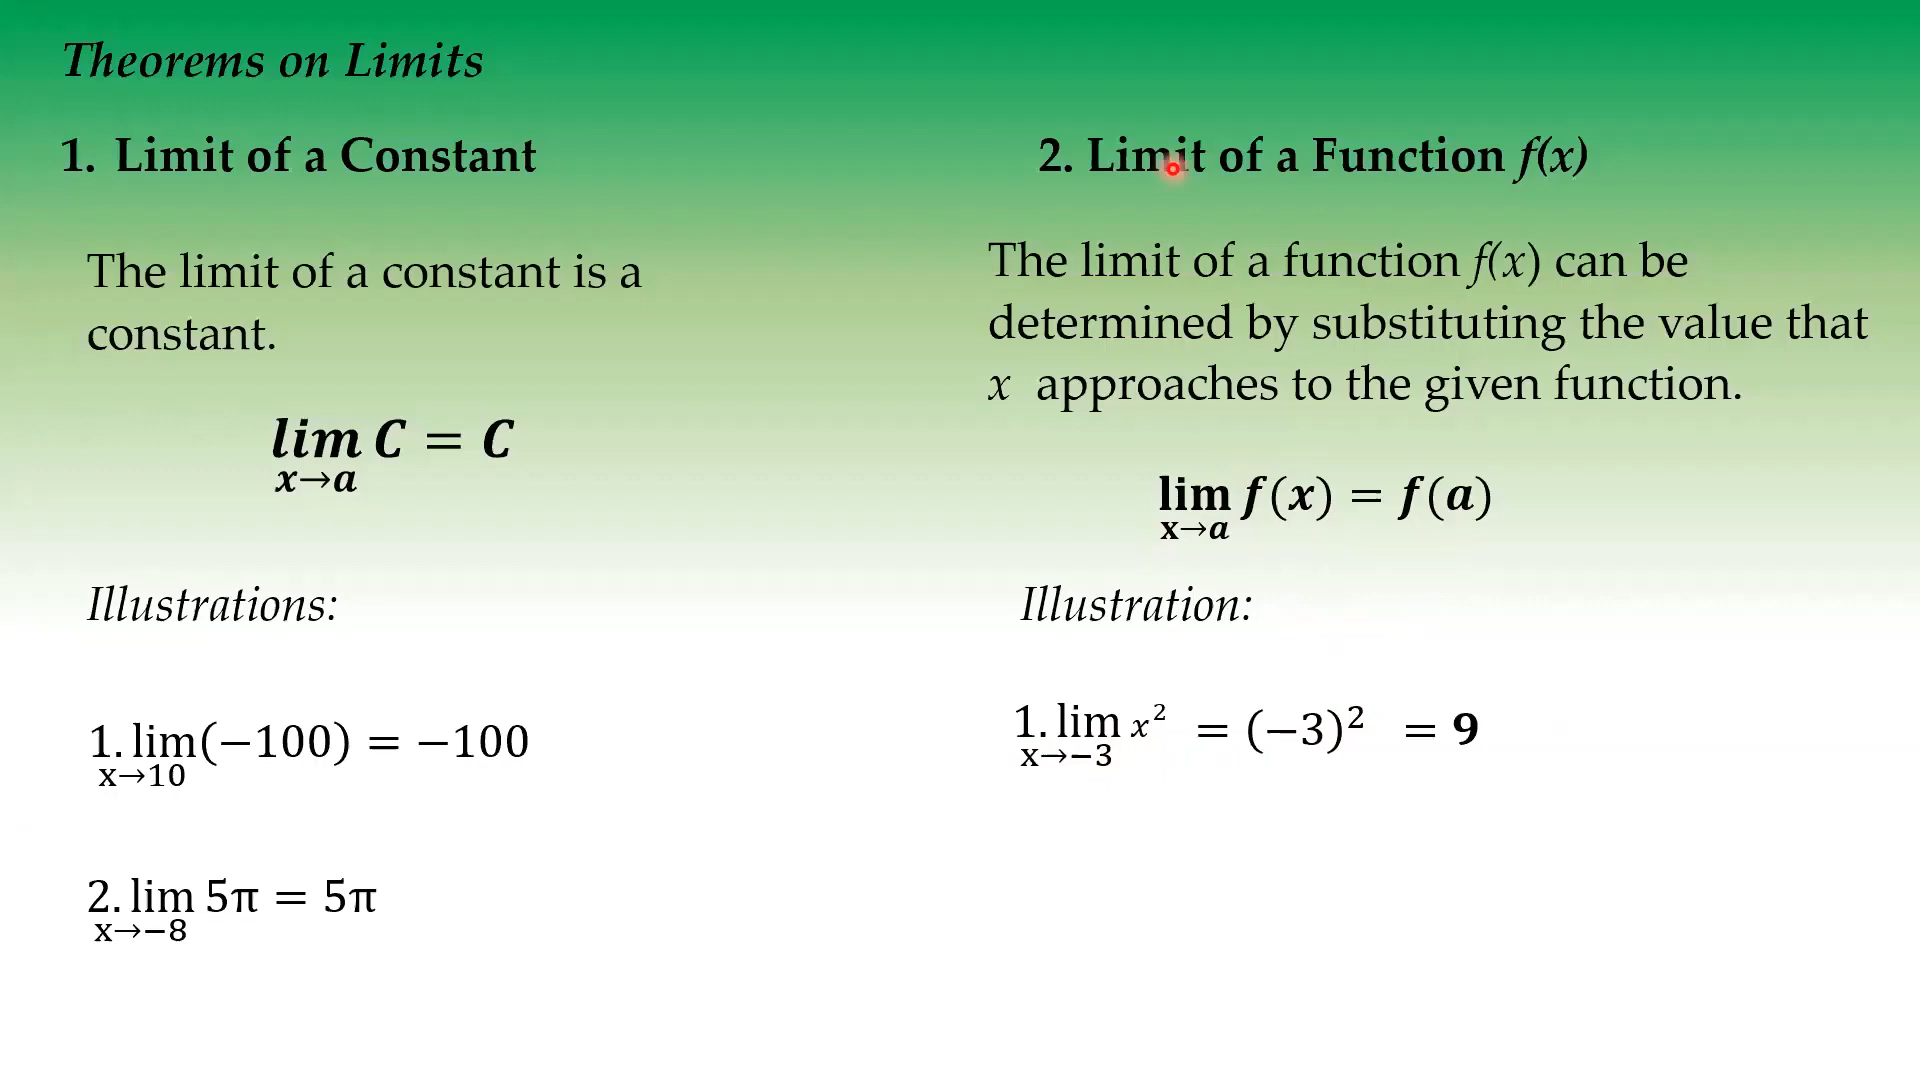 Theorems on Limits
1. Limit of a Constant
The limit of a constant is a
constant.
lim C = C
x→a
Illustrations:
1. lim(−100) = −100
x→10
2. lim 5π = 5π
x→−8
2. Limit of a Function f(x)
The limit of a function f(x) can be
determined by substituting the value that
x approaches to the given function.
lim f(x) = f(a)
x→a
Illustration:
1. lim x² = (−3)² = 9
x→−3